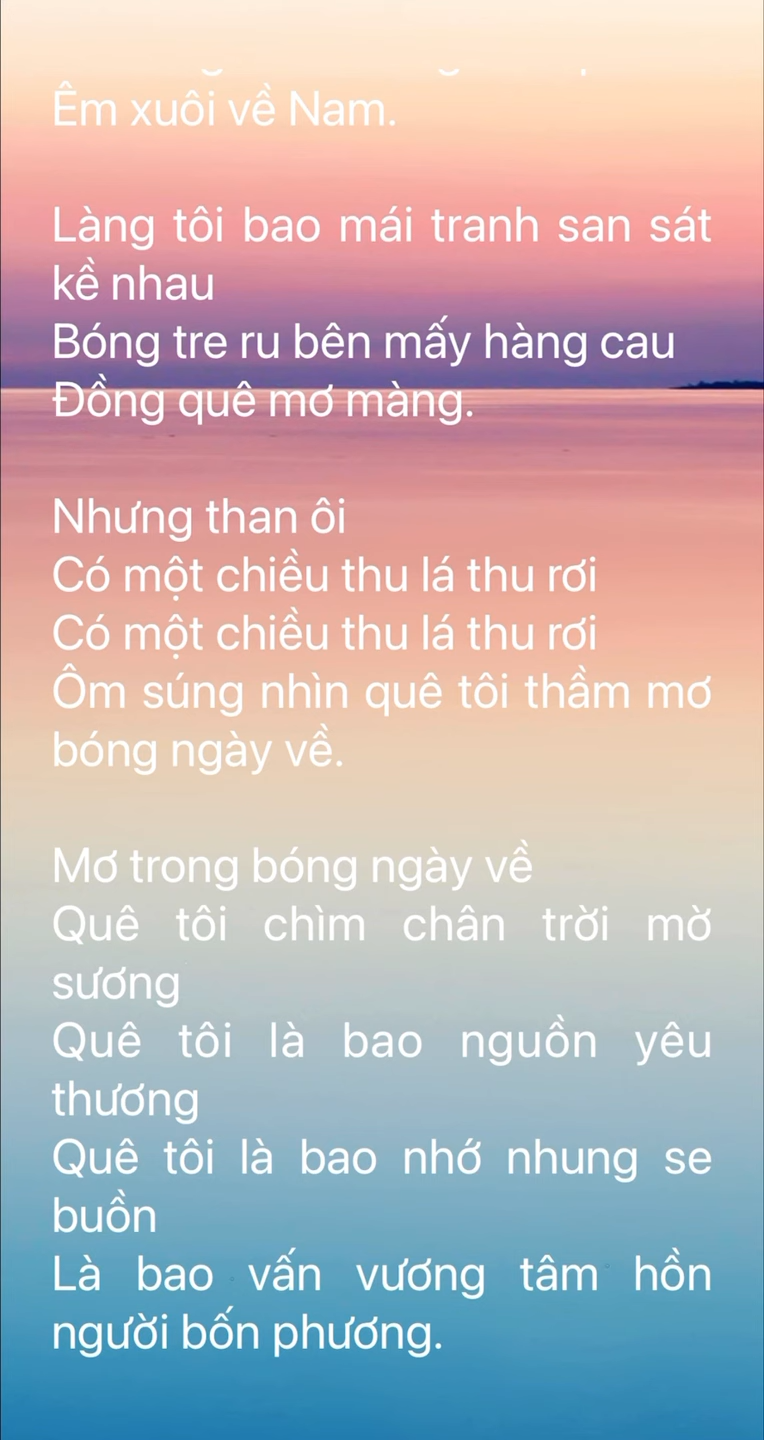 Êm xuôi về Nam.
Làng tôi bao mái tranh san sát
kề nhau
Bóng tre ru bên mấy hàng cau
Đồng quê mơ màng.
Nhưng than ôi
Có một chiều thu lá thu rơi
Có một chiều thu lá thu rơi
Ôm súng nhìn quê tôi thầm mơ
bóng ngày về.
Mơ trong bóng ngày về
Quê tôi chìm chân trời mờ
sương
Quê tôi là bao nguồn yêu
thương
Quê tôi là bao nhớ nhung se
buồn
Là bao vấn vương tâm hồn
người bốn phương.